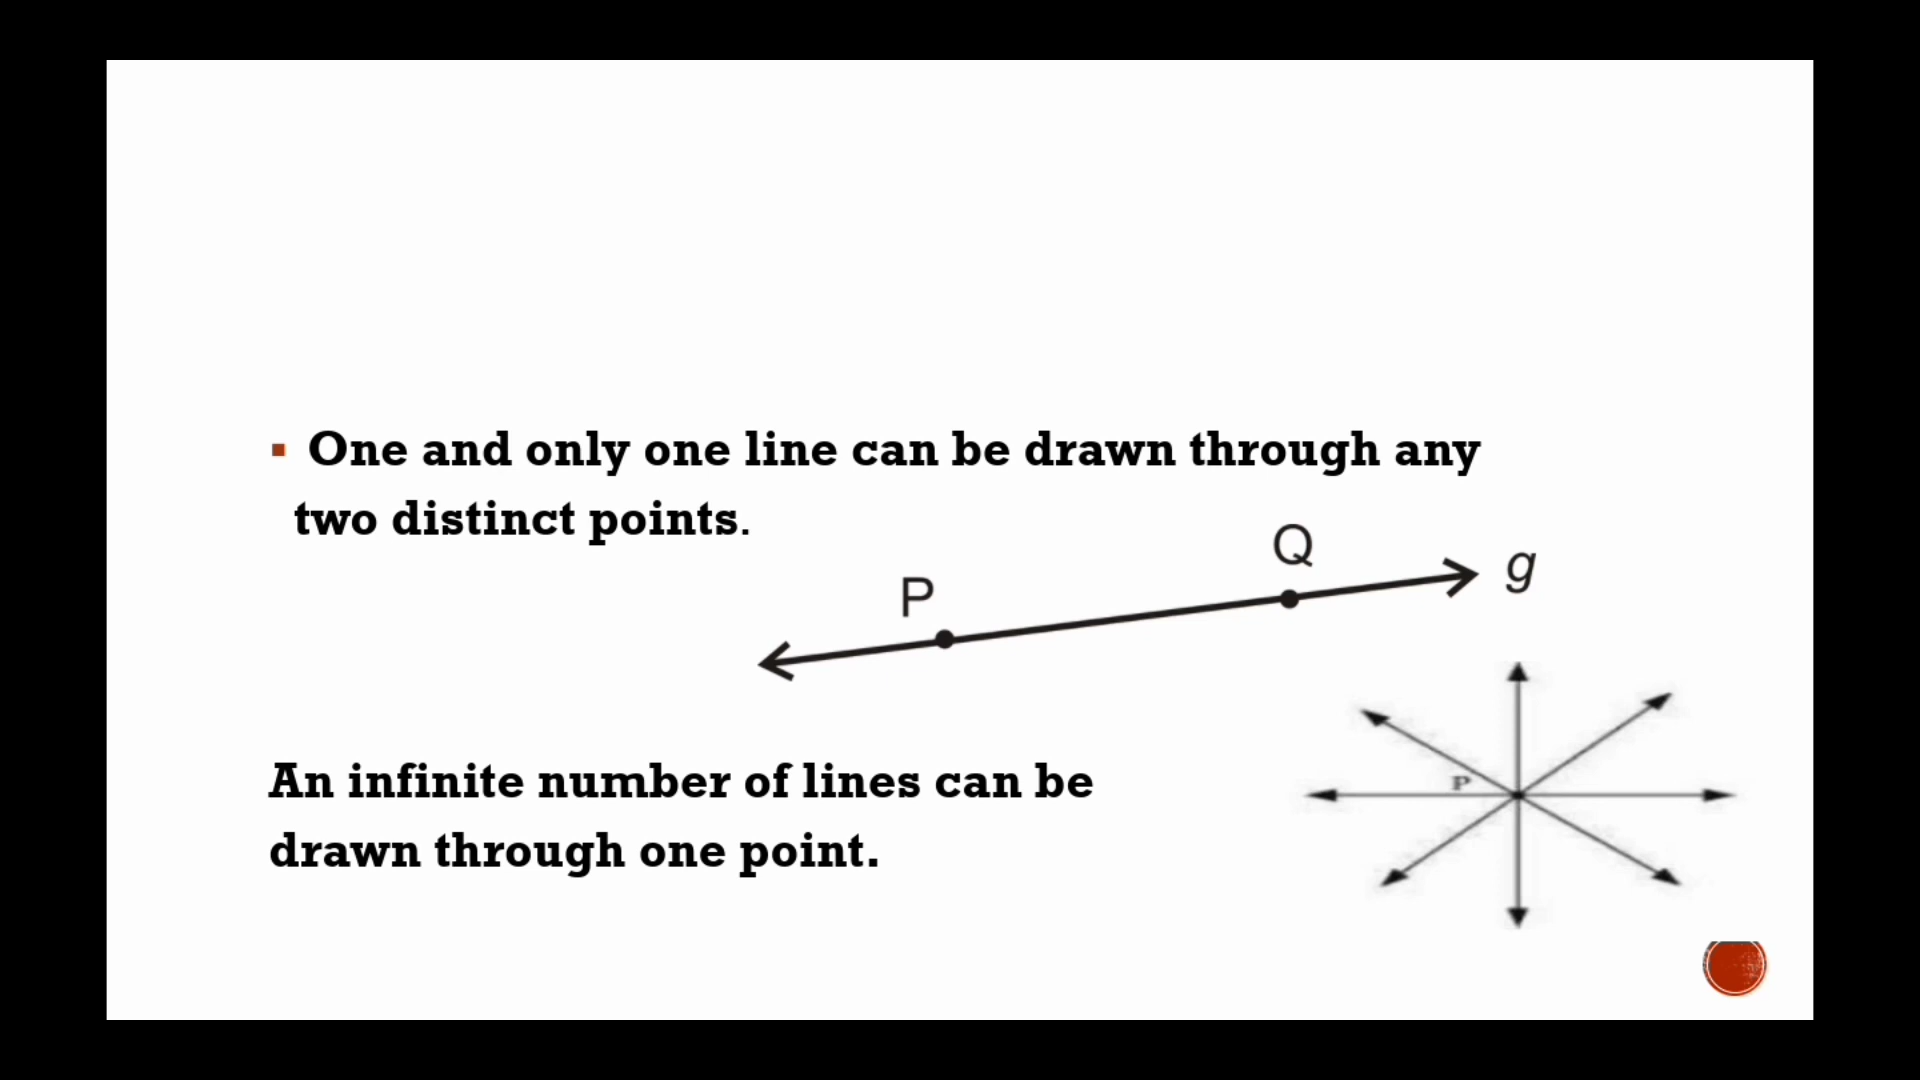 ▪ One and only one line can be drawn through any
two distinct points.
P
Q
g
An infinite number of lines can be
drawn through one point.
P